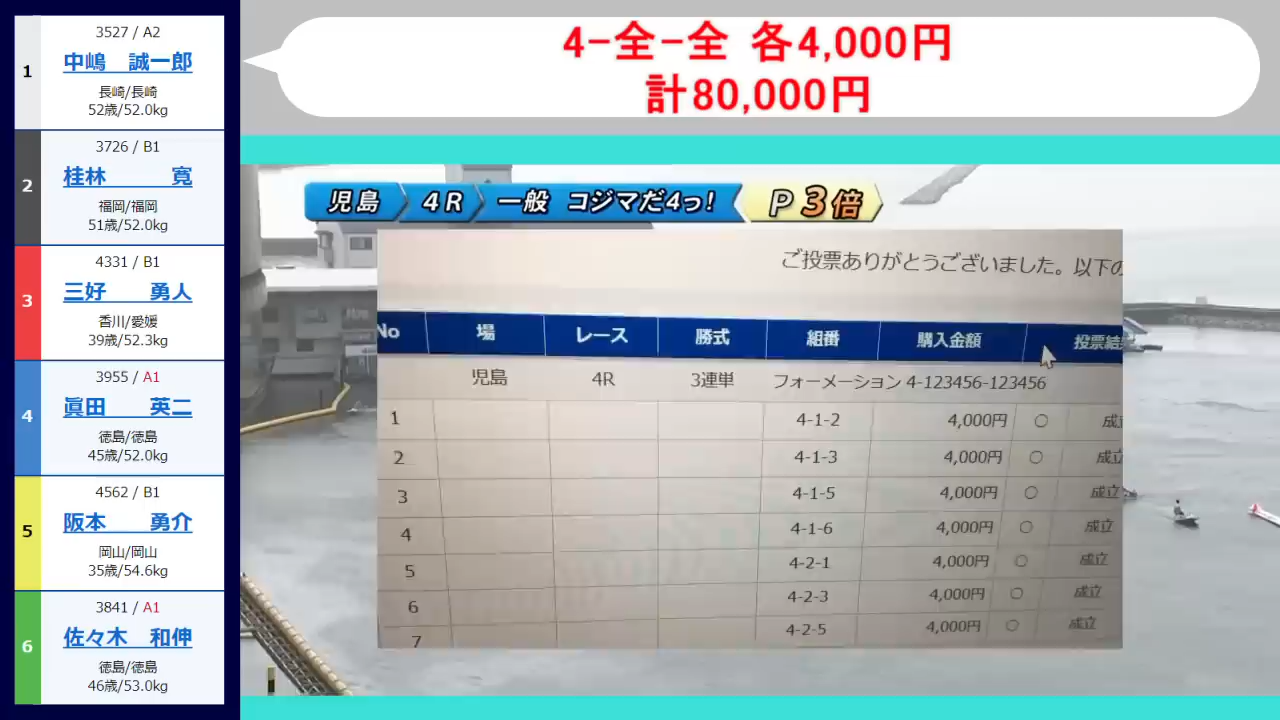 3527 / A2
1
中嶋 誠一郎
長崎/長崎
52歳/52.0kg
3726 / B1
2
桂林 寛
福岡/福岡
51歳/52.0kg
4331 / B1
3
三好 勇人
香川/愛媛
39歳/52.3kg
3955 / A1
4
眞田 英二
徳島/徳島
45歳/52.0kg
4562 / B1
5
阪本 勇介
岡山/岡山
35歳/54.6kg
3841 / A1
6
佐々木 和伸
徳島/徳島
46歳/53.0kg
4-全-全 各4,000円
計80,000円
児島 4R 一般 コジマだ4っ! P3倍
ご投票ありがとうございました。以下の
No 場 レース 勝式 組番 購入金額 投票結
児島 4R 3連単 フォーメーション 4-123456-123456
1 4-1-2 4,000円 ○ 成
2 4-1-3 4,000円 ○ 成立
3 4-1-5 4,000円 ○ 成立
4 4-1-6 4,000円 ○ 成立
5 4-2-1 4,000円 ○ 成立
6 4-2-3 4,000円 ○ 成立
7 4-2-5 4,000円 ○ 成立